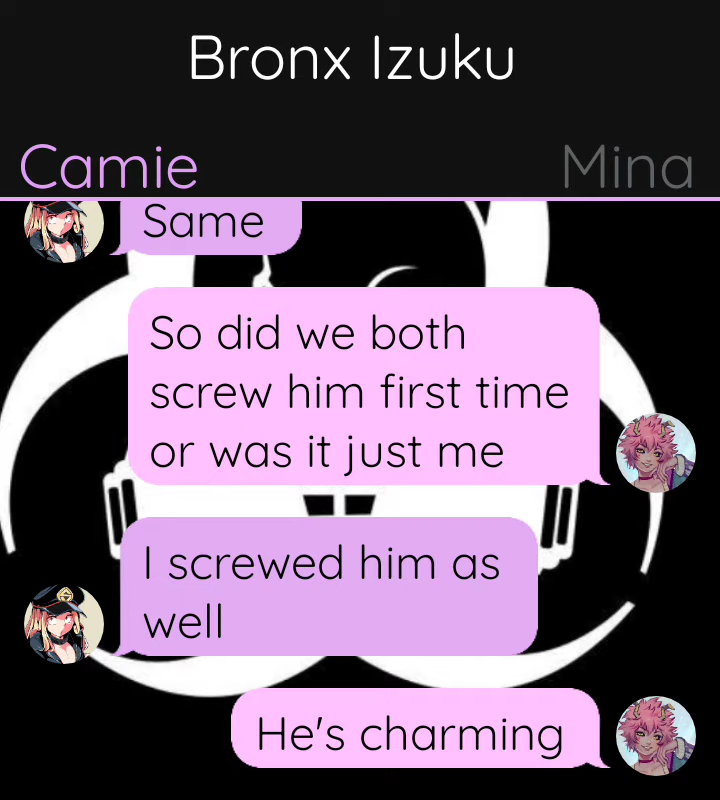 Bronx Izuku
Camie
Mina
Same
So did we both
screw him first time
or was it just me
I screwed him as
well
He's charming